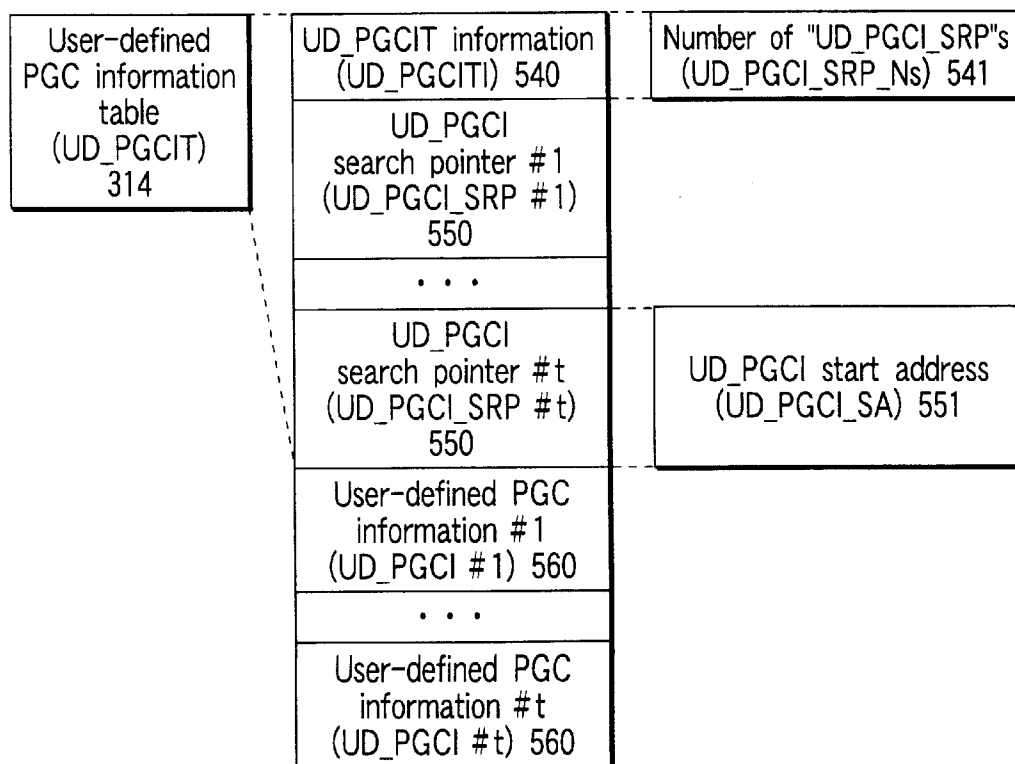 User-defined
PGC information
table
(UD_PGCIT)
314
UD_PGCIT information
(UD_PGCITI) 540
UD_PGCI
search pointer #1
(UD_PGCI_SRP #1)
550
• • •
UD_PGCI
search pointer #t
(UD_PGCI_SRP #t)
550
User-defined PGC
information #1
(UD_PGCI #1) 560
• • •
User-defined PGC
information #t
(UD_PGCI #t) 560
Number of "UD_PGCI_SRP"s
(UD_PGCI_SRP_Ns) 541
UD_PGCI start address
(UD_PGCI_SA) 551